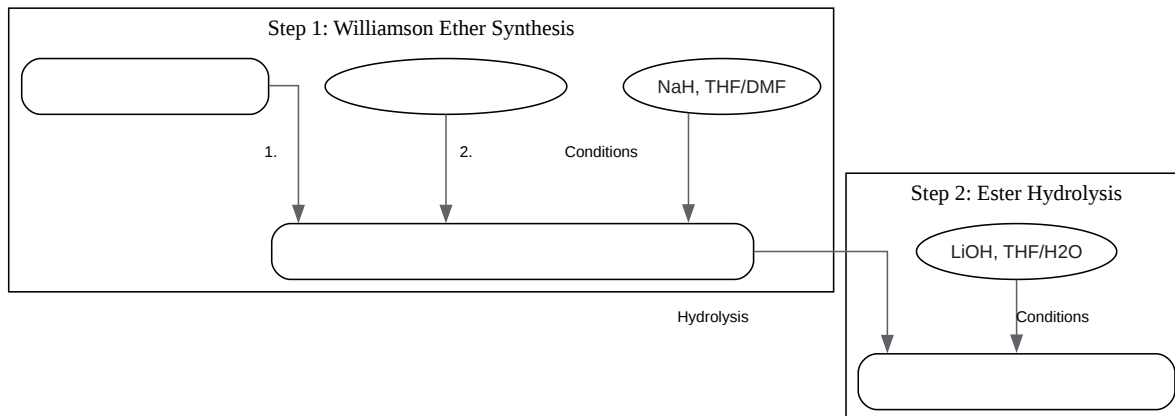 Step 1: Williamson Ether Synthesis
NaH, THF/DMF
1.
2.
Conditions
Step 2: Ester Hydrolysis
LiOH, THF/H2O
Hydrolysis
Conditions